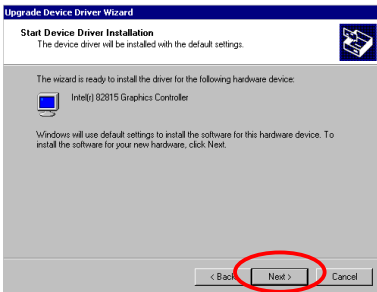 Upgrade Device Driver Wizard
Start Device Driver Installation
The device driver will be installed with the default settings.
The wizard is ready to install the driver for the following hardware device:
Intel(r) 82815 Graphics Controller
Windows will use default settings to install the software for this hardware device. To
install the software for your new hardware, click Next.
< Back Next > Cancel